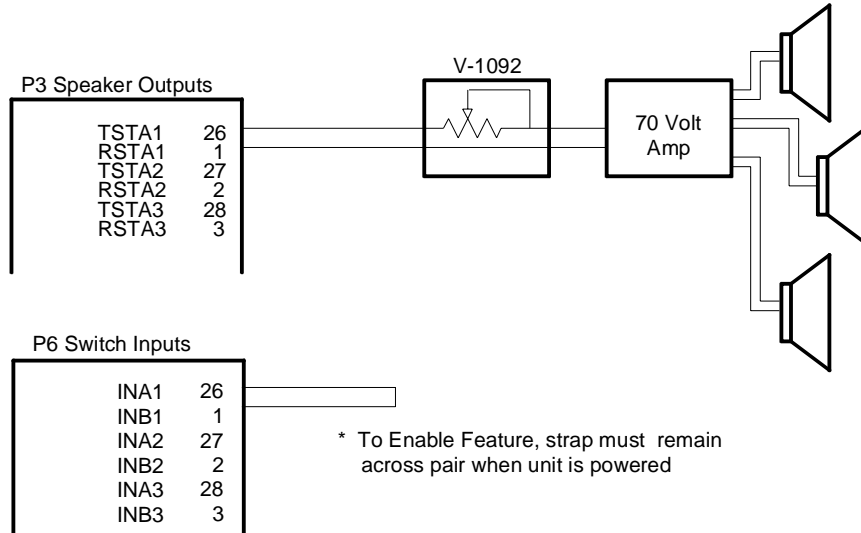 V-1092
P3 Speaker Outputs
TSTA1 26
RSTA1 1
TSTA2 27
RSTA2 2
TSTA3 28
RSTA3 3
70 Volt
Amp
P6 Switch Inputs
INA1 26
INB1 1
INA2 27
INB2 2
INA3 28
INB3 3
* To Enable Feature, strap must remain
across pair when unit is powered